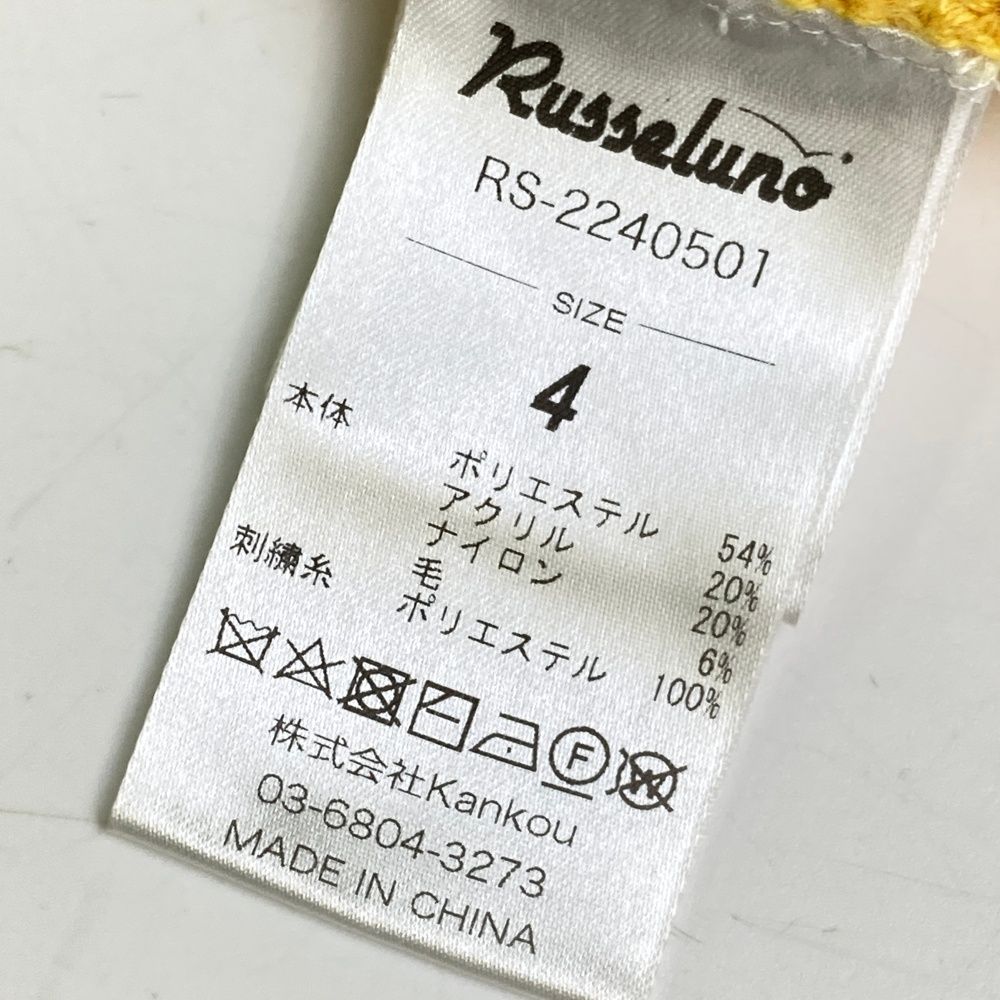 Russeluno
RS-2240501
SIZE
4
本体 ポリエステル 54%
アクリル 20%
ナイロン 20%
毛 6%
刺繍糸 ポリエステル 100%
F W
株式会社Kankou
03-6804-3273
MADE IN CHINA